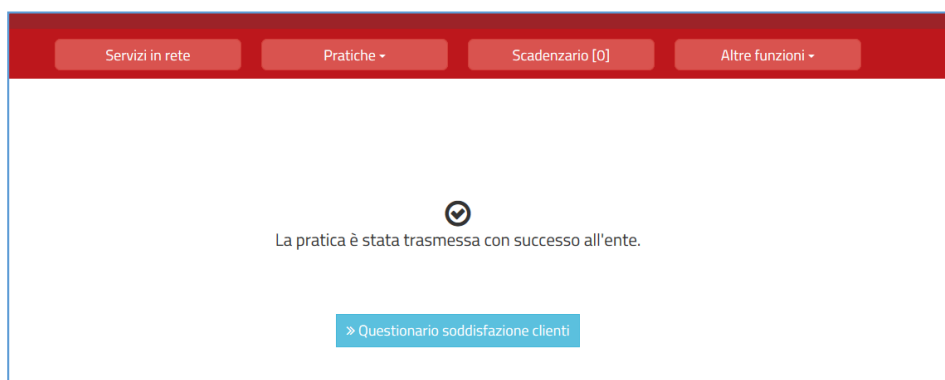 Servizi in rete
Pratiche
Scadenzario [0]
Altre funzioni
La pratica è stata trasmessa con successo all'ente.
» Questionario soddisfazione clienti